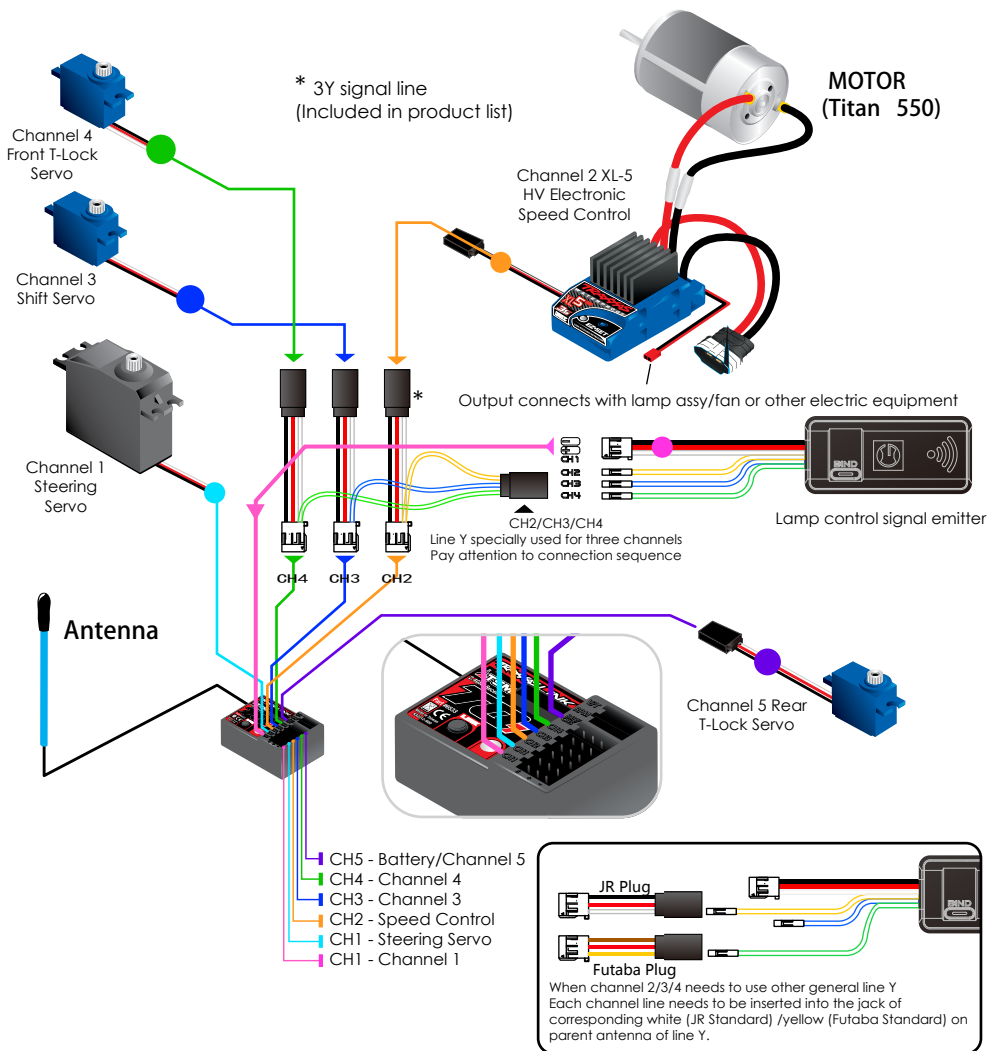 * 3Y signal line
(Included in product list)
MOTOR
(Titan 550)
Channel 4
Front T-Lock
Servo
Channel 2 XL-5
HV Electronic
Speed Control
Channel 3
Shift Servo
XL5
*
Output connects with lamp assy/fan or other electric equipment
Channel 1
Steering
Servo
CH1
CH2
CH3
CH4
BIND
Lamp control signal emitter
CH2/CH3/CH4
Line Y specially used for three channels
Pay attention to connection sequence
CH4
CH3
CH2
Antenna
Channel 5 Rear
T-Lock Servo
CH5 - Battery/Channel 5
CH4 - Channel 4
CH3 - Channel 3
CH2 - Speed Control
CH1 - Steering Servo
CH1 - Channel 1
JR Plug
BIND
Futaba Plug
When channel 2/3/4 needs to use other general line Y
Each channel line needs to be inserted into the jack of
corresponding white (JR Standard) /yellow (Futaba Standard) on
parent antenna of line Y.